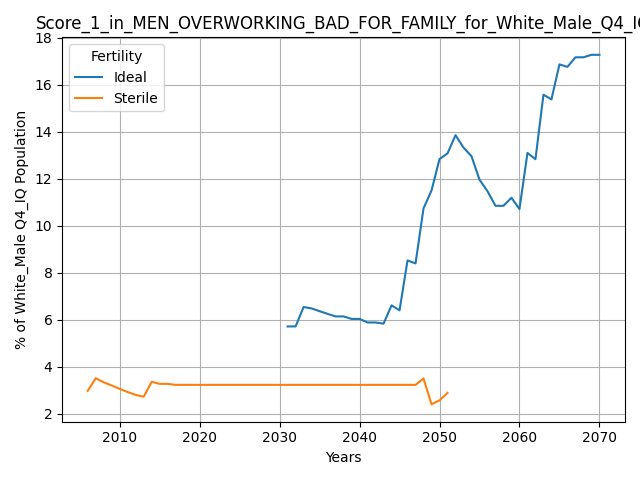 Score_1_in_MEN_OVERWORKING_BAD_FOR_FAMILY_for_White_Male_Q4_IQ
18
16
14
12
10
8
6
4
2
% of White_Male Q4_IQ Population
Fertility
Ideal
Sterile
2010 2020 2030 2040 2050 2060 2070
Years